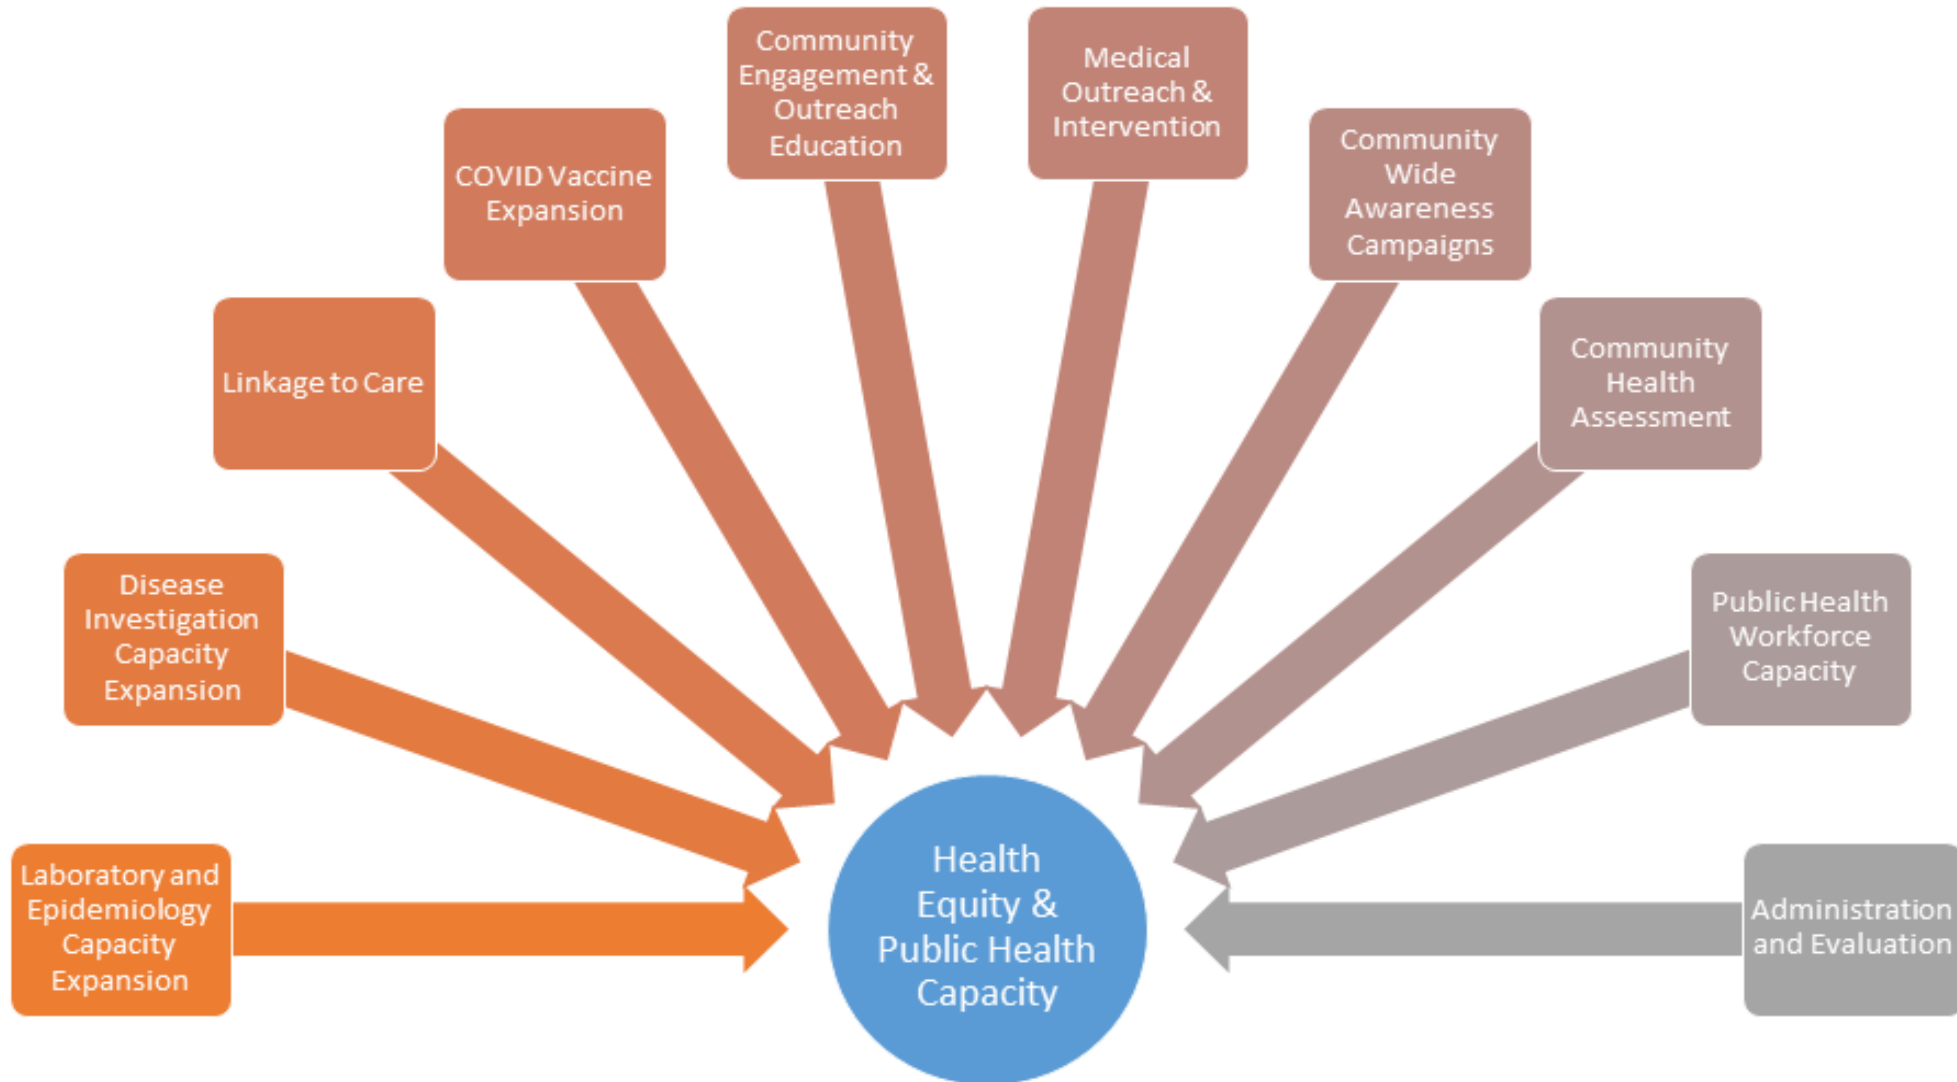 Community
Engagement &
Outreach
Education
Medical
Outreach &
Intervention
COVID Vaccine
Expansion
Community
Wide
Awareness
Campaigns
Linkage to Care
Community
Health
Assessment
Disease
Investigation
Capacity
Expansion
Public Health
Workforce
Capacity
Laboratory and
Epidemiology
Capacity
Expansion
Health
Equity &
Public Health
Capacity
Administration
and Evaluation